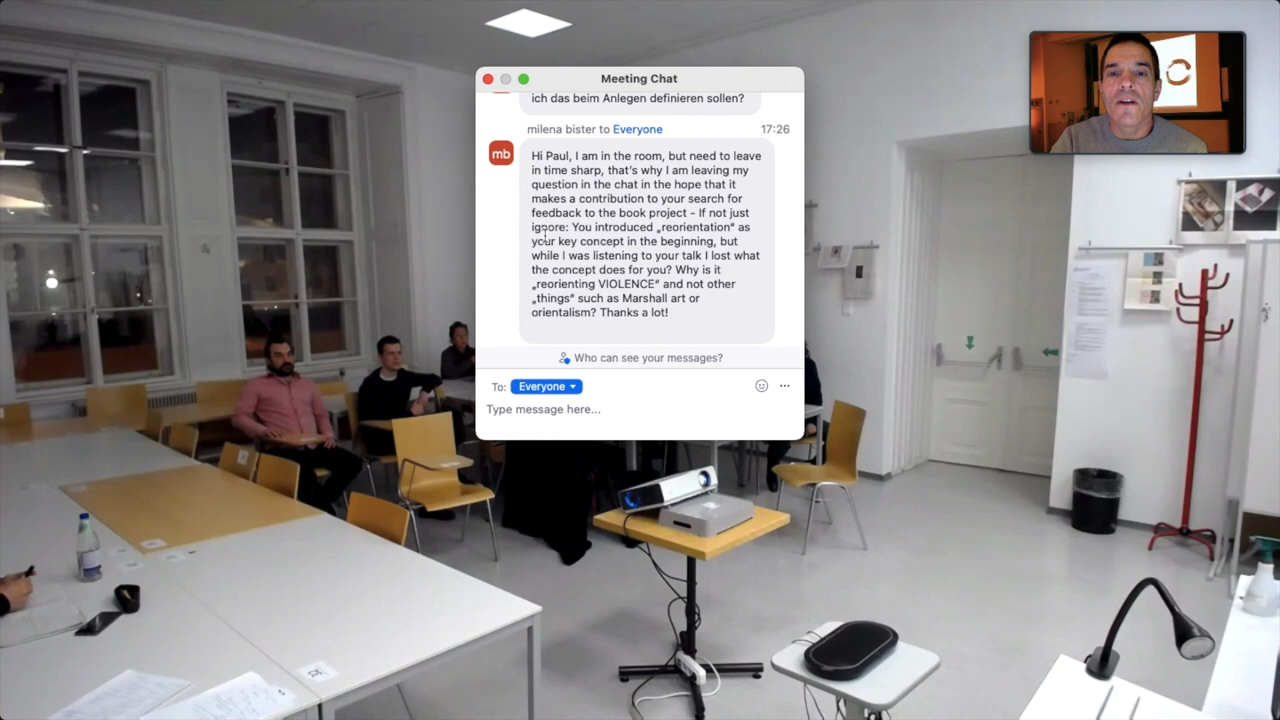 Meeting Chat
ich das beim Anlegen definieren sollen?
milena bister to Everyone 17:26
mb
Hi Paul, I am in the room, but need to leave
in time sharp, that's why I am leaving my
question in the chat in the hope that it
makes a contribution to your search for
feedback to the book project - If not just
ignore: You introduced „reorientation“ as
your key concept in the beginning, but
while I was listening to your talk I lost what
the concept does for you? Why is it
„reorienting VIOLENCE“ and not other
„things“ such as Marshall art or
orientalism? Thanks a lot!
Who can see your messages?
To: Everyone
Type message here...